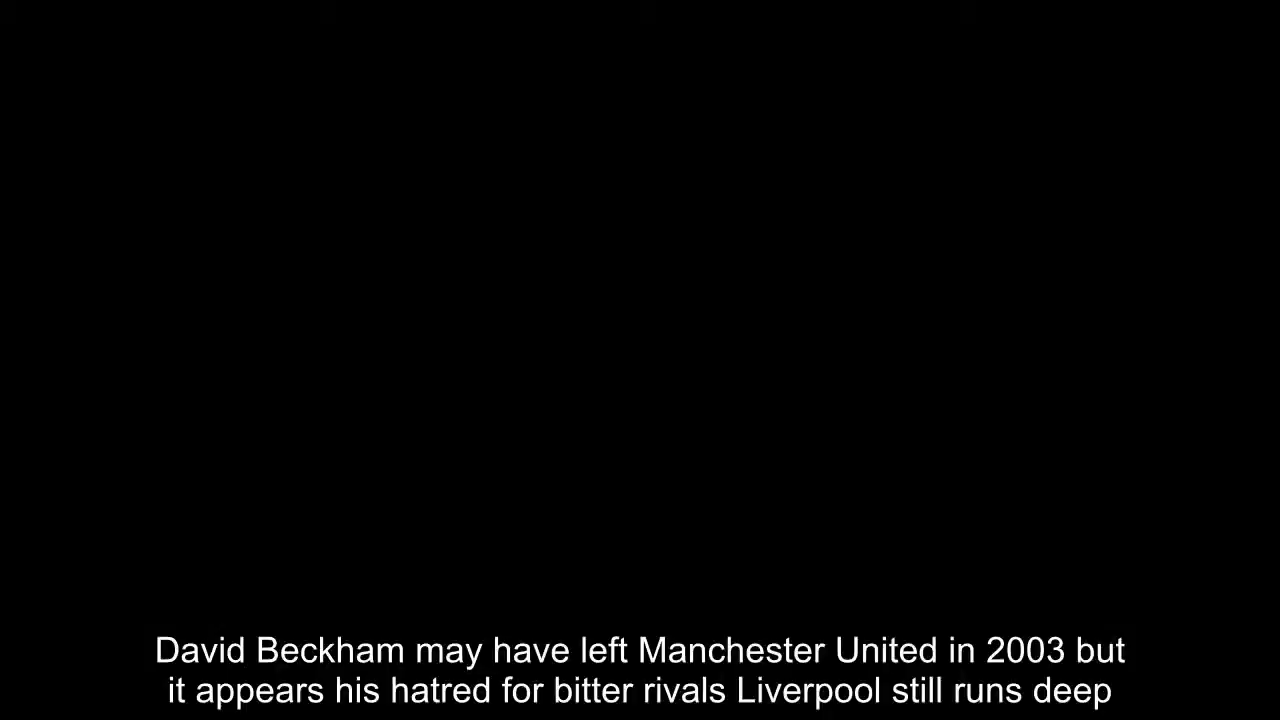 David Beckham may have left Manchester United in 2003 but
it appears his hatred for bitter rivals Liverpool still runs deep